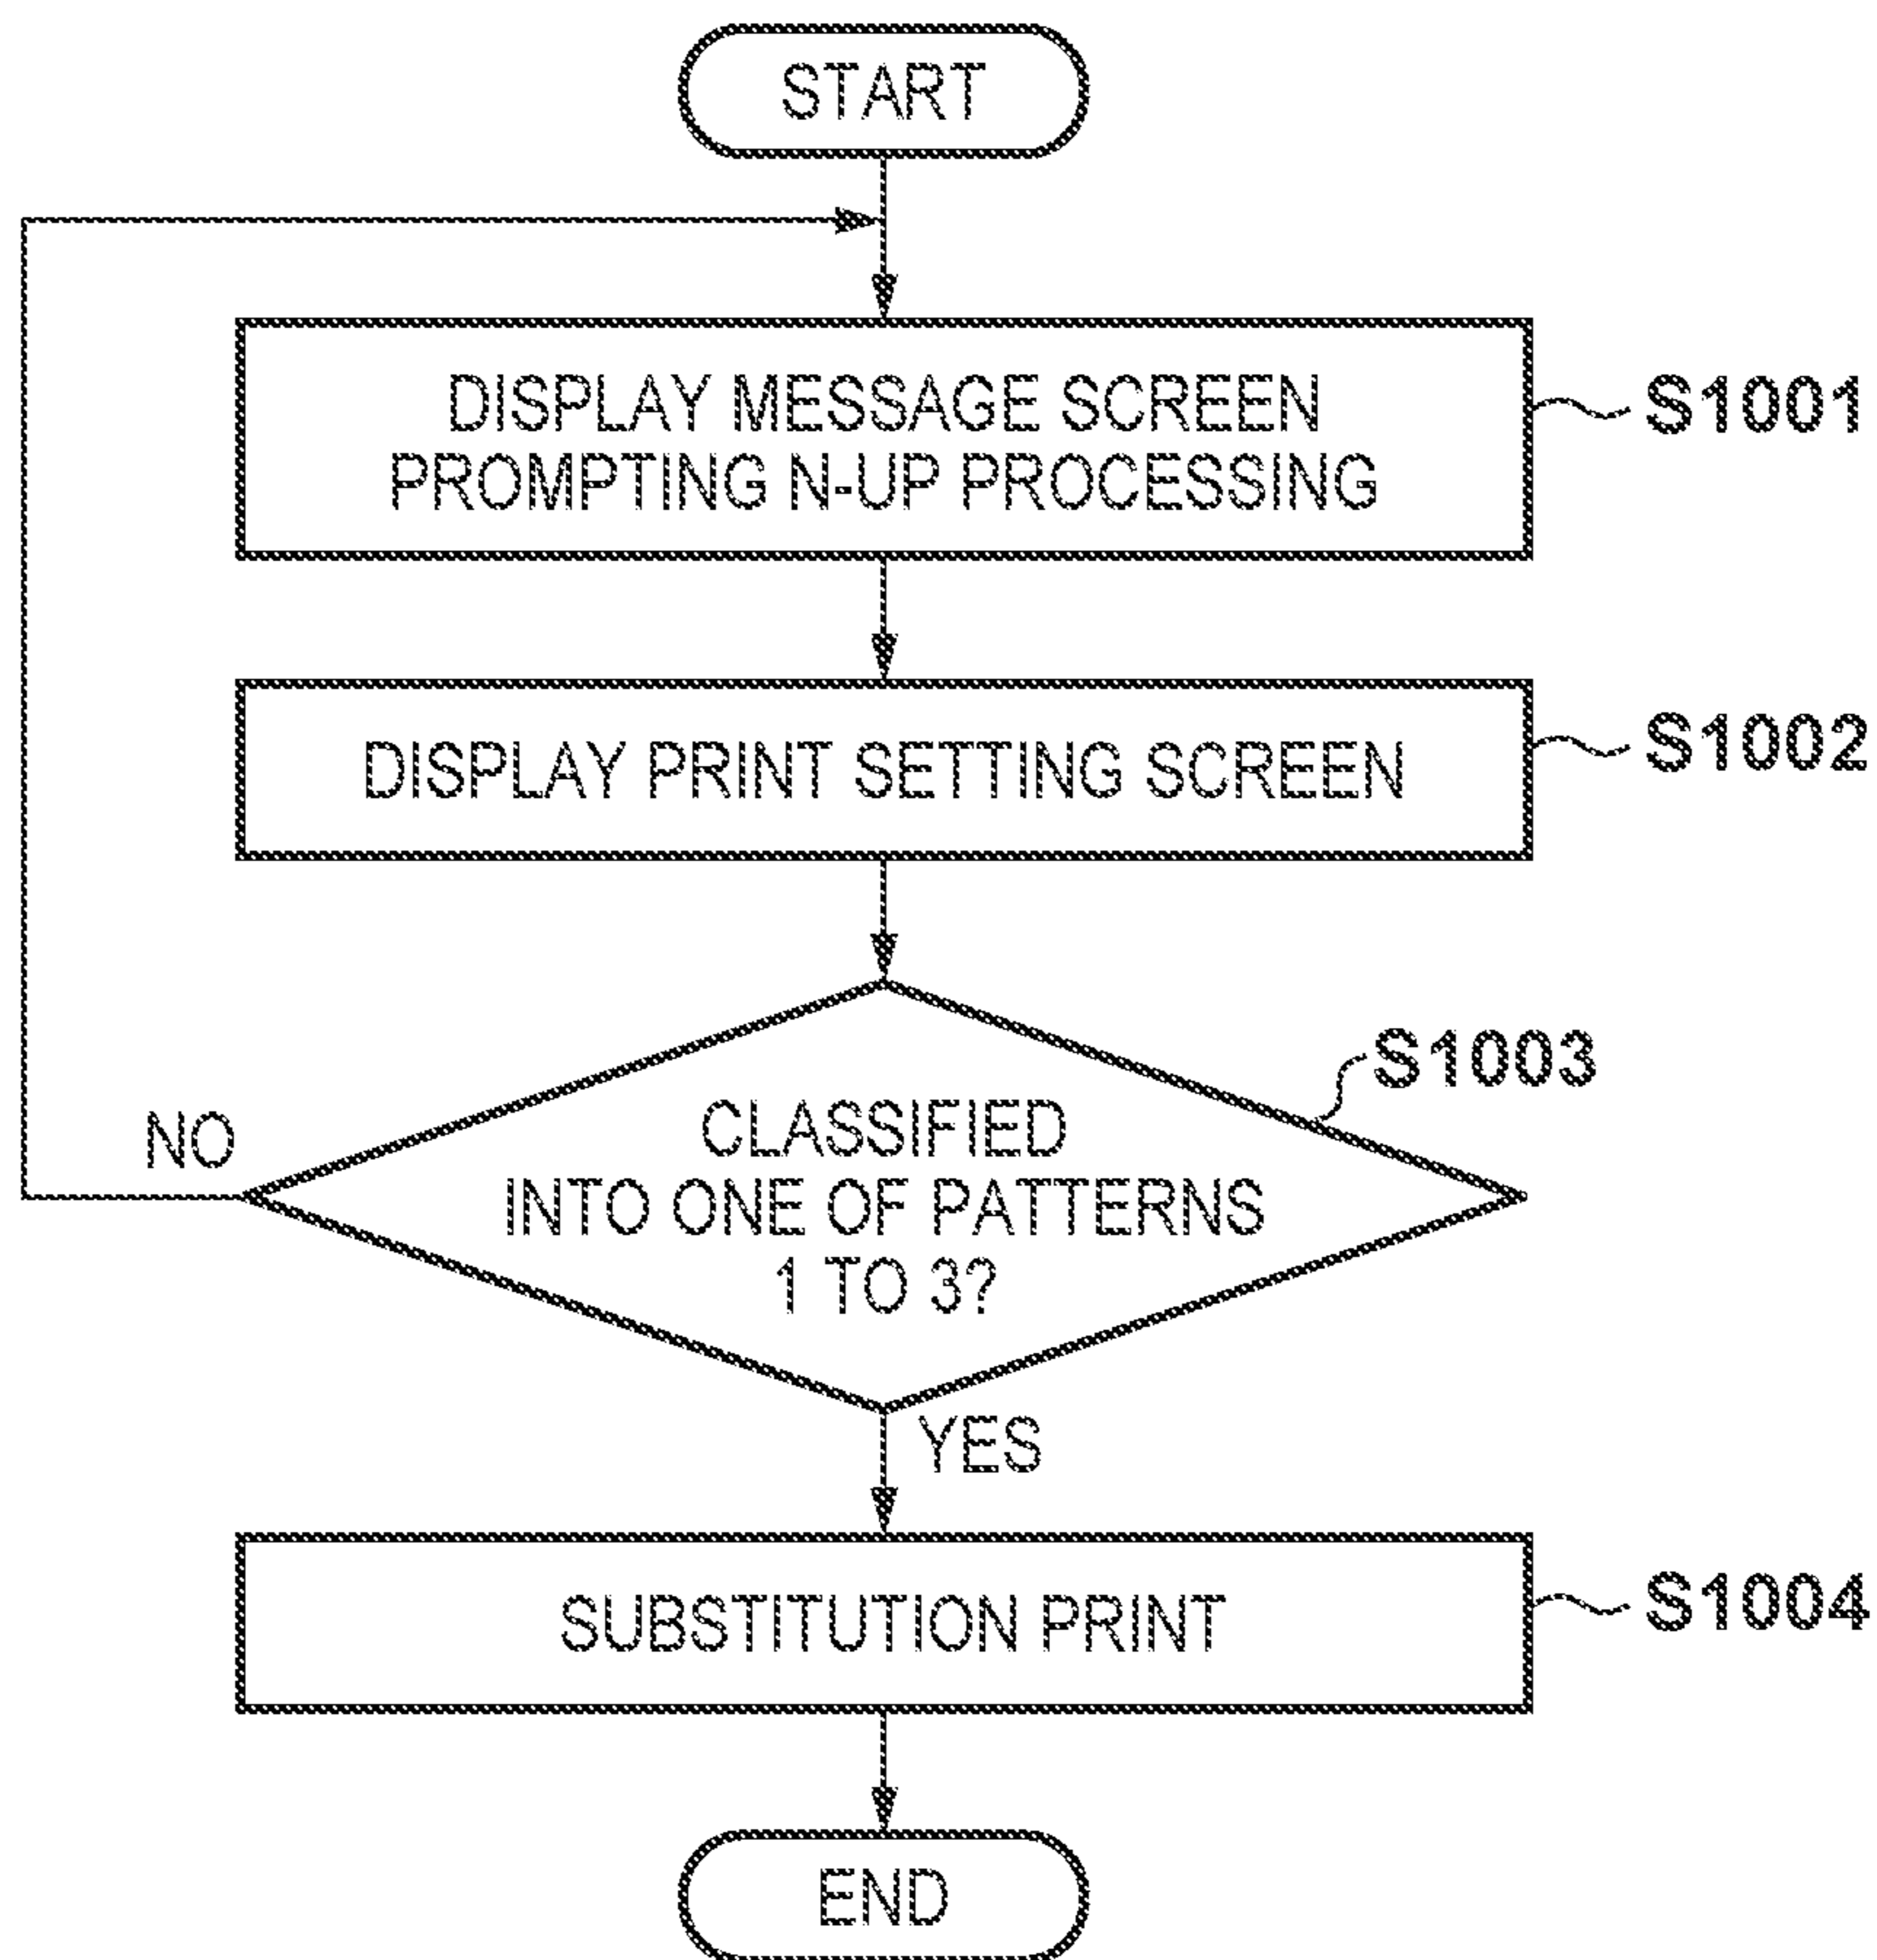 START
DISPLAY MESSAGE SCREEN
PROMPTING N-UP PROCESSING
S1001
DISPLAY PRINT SETTING SCREEN
S1002
S1003
CLASSIFIED
INTO ONE OF PATTERNS
1 TO 3?
NO
YES
SUBSTITUTION PRINT
S1004
END